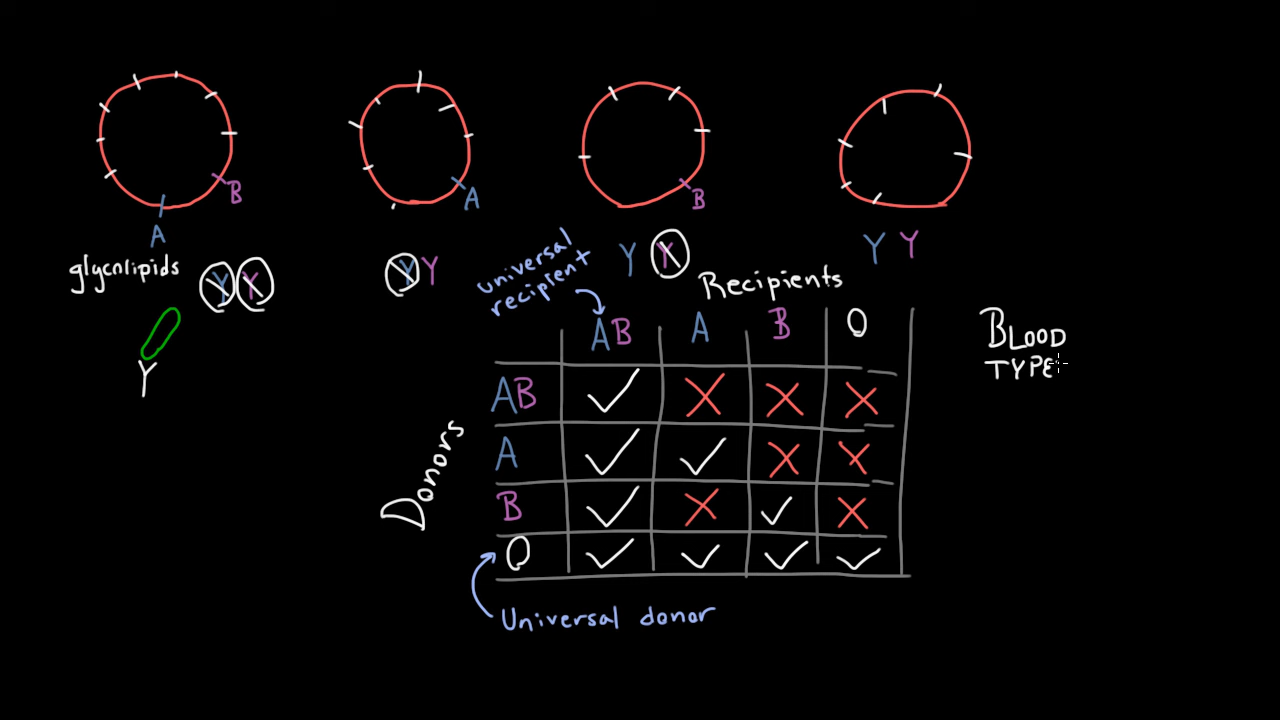 B
A
A
B
glycolipids
Y Y
Y Y
Y Y
Y Y
Y
universal
recipient
Recipients
AB A B O
Donors
AB
A
B
O
Universal donor
BLOOD
TYPE